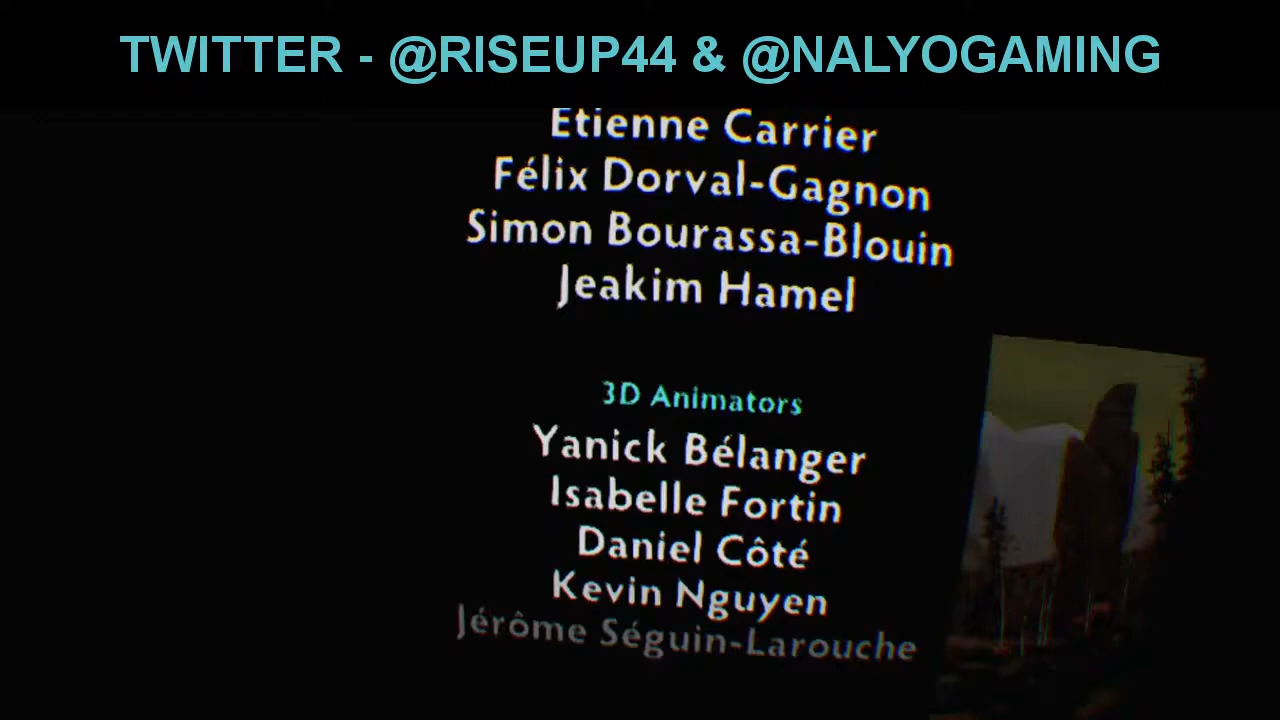 TWITTER - @RISEUP44 & @NALYOGAMING
Etienne Carrier
Félix Dorval-Gagnon
Simon Bourassa-Blouin
Jeakim Hamel
3D Animators
Yanick Bélanger
Isabelle Fortin
Daniel Côté
Kevin Nguyen
Jérôme Séguin-Larouche